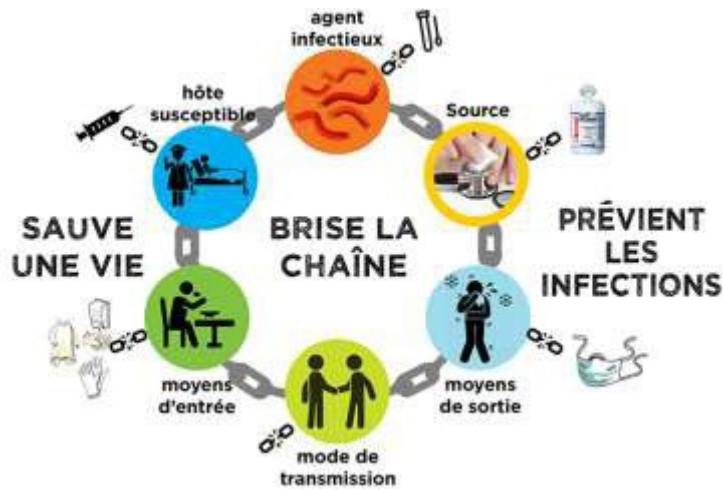 agent
infectieux
hôte
susceptible
Source
SAUVE
UNE VIE
BRISE LA
CHAÎNE
PRÉVIENT
LES
INFECTIONS
moyens
d'entrée
mode de
transmission
moyens
de sortie